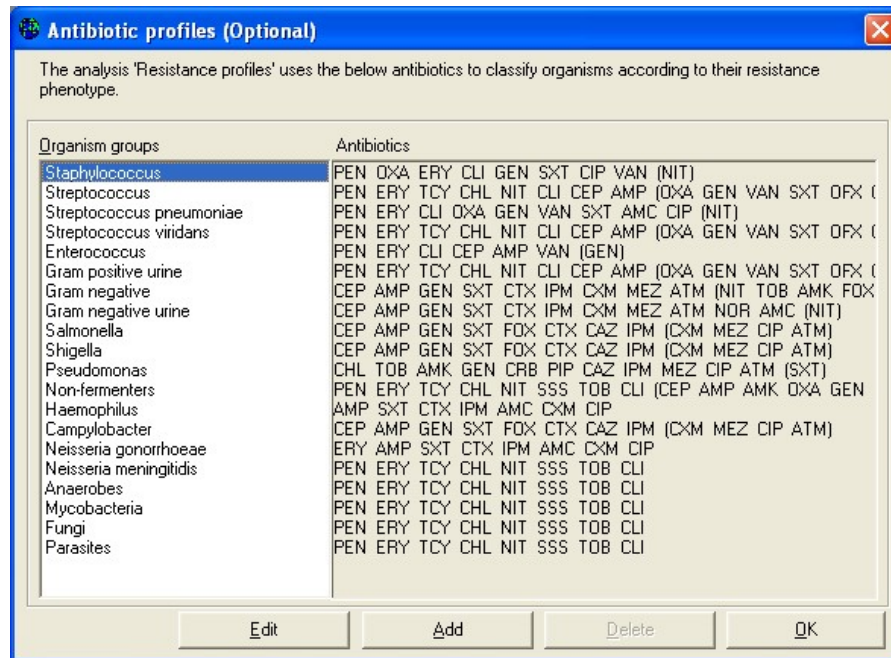 Antibiotic profiles (Optional)
The analysis 'Resistance profiles' uses the below antibiotics to classify organisms according to their resistance
phenotype.
Organism groups Antibiotics
Staphylococcus PEN OXA ERY CLI GEN SXT CIP VAN (NIT)
Streptococcus PEN ERY TCY CHL NIT CLI CEP AMP (OXA GEN VAN SXT OFX (
Streptococcus pneumoniae PEN ERY CLI OXA GEN VAN SXT AMC CIP (NIT)
Streptococcus viridans PEN ERY TCY CHL NIT CLI CEP AMP (OXA GEN VAN SXT OFX (
Enterococcus PEN ERY CLI CEP AMP VAN (GEN)
Gram positive urine PEN ERY TCY CHL NIT CLI CEP AMP (OXA GEN VAN SXT OFX (
Gram negative CEP AMP GEN SXT CTX IPM CXM MEZ ATM (NIT TOB AMK FOX
Gram negative urine CEP AMP GEN SXT CTX IPM CXM MEZ ATM NOR AMC (NIT)
Salmonella CEP AMP GEN SXT FOX CTX CAZ IPM (CXM MEZ CIP ATM)
Shigella CEP AMP GEN SXT FOX CTX CAZ IPM (CXM MEZ CIP ATM)
Pseudomonas CHL TOB AMK GEN CRB PIP CAZ IPM MEZ CIP ATM (SXT)
Non-fermenters PEN ERY TCY CHL NIT SSS TOB CLI (CEP AMP AMK OXA GEN
Haemophilus AMP SXT CTX IPM AMC CXM CIP
Campylobacter CEP AMP GEN SXT FOX CTX CAZ IPM (CXM MEZ CIP ATM)
Neisseria gonorrhoeae ERY AMP SXT CTX IPM AMC CXM CIP
Neisseria meningitidis PEN ERY TCY CHL NIT SSS TOB CLI
Anaerobes PEN ERY TCY CHL NIT SSS TOB CLI
Mycobacteria PEN ERY TCY CHL NIT SSS TOB CLI
Fungi PEN ERY TCY CHL NIT SSS TOB CLI
Parasites PEN ERY TCY CHL NIT SSS TOB CLI
Edit Add Delete OK